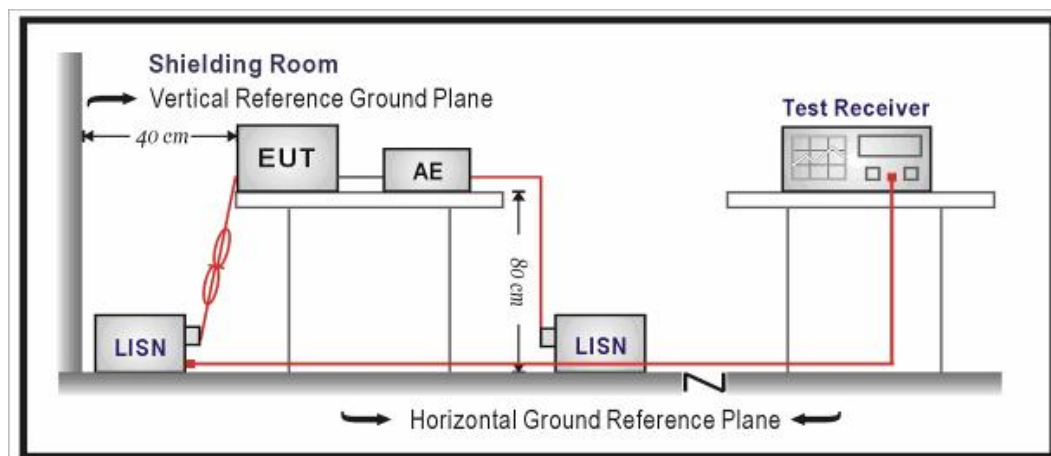 Shielding Room
Vertical Reference Ground Plane
40 cm
EUT
AE
Test Receiver
80 cm
LISN
LISN
Horizontal Ground Reference Plane